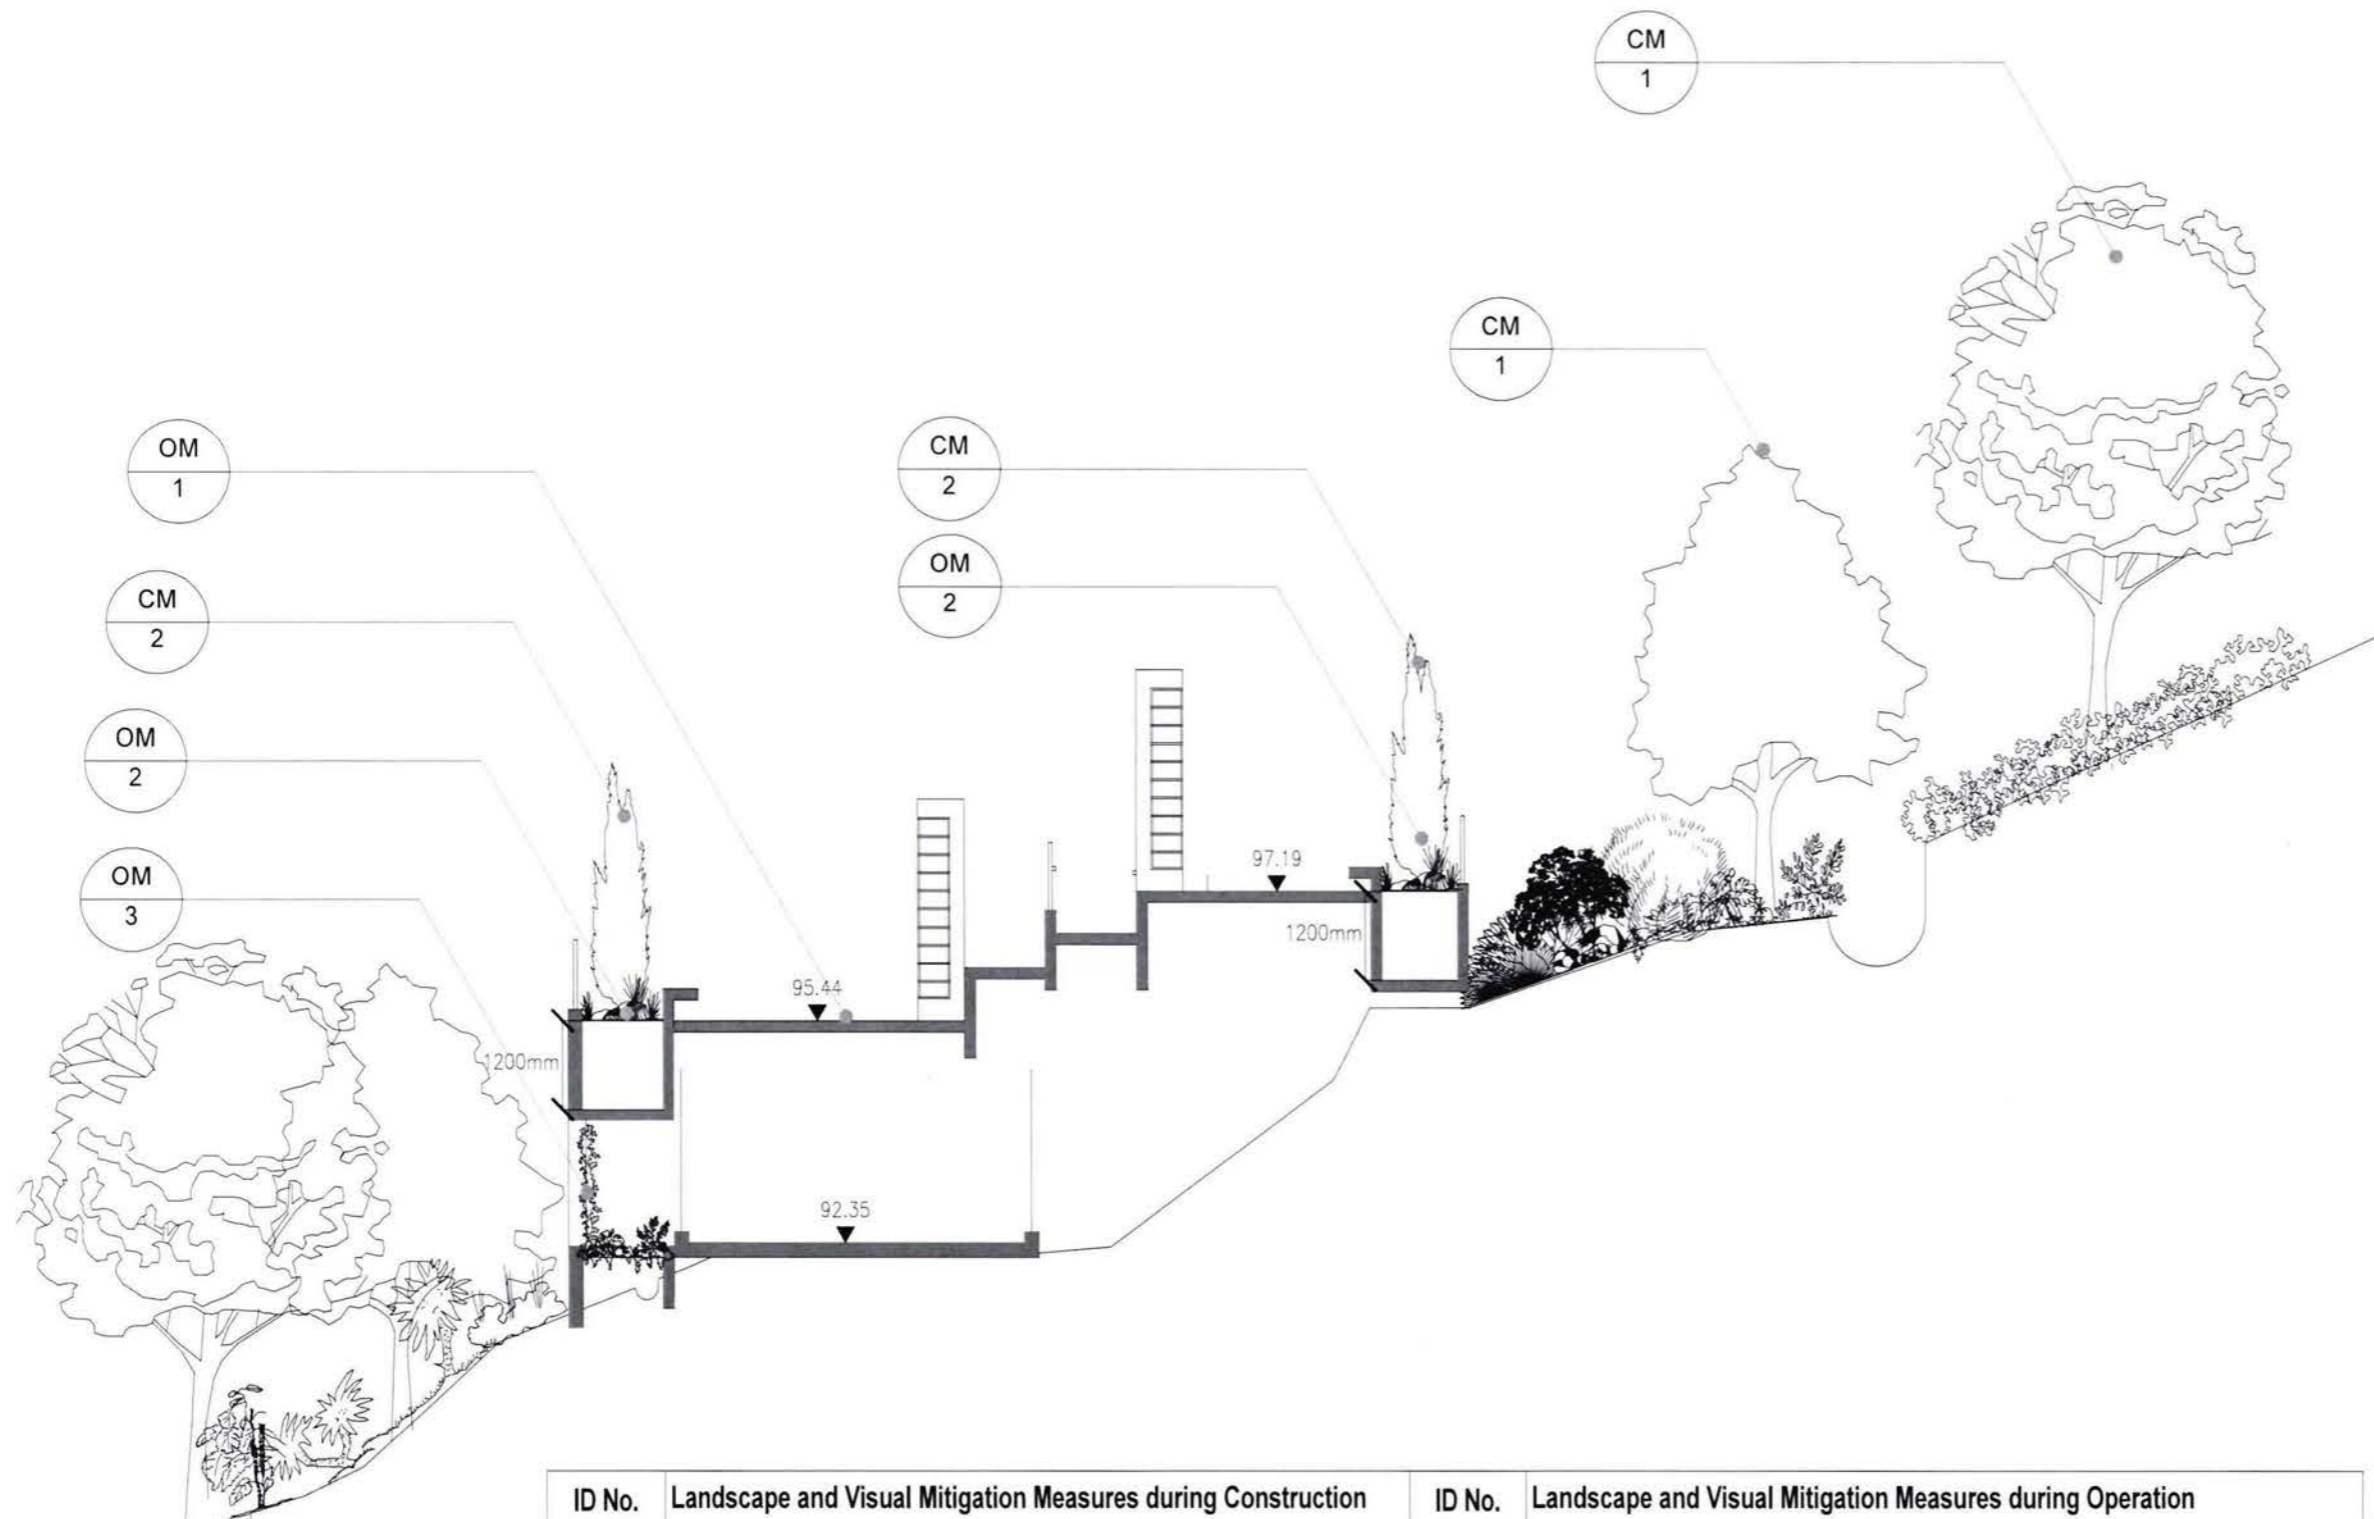 CM
1
CM
1
OM
1
CM
2
CM
2
OM
2
OM
2
97.19
OM
3
1200mm
95.44
1200mm
92.35
ID No. Landscape and Visual Mitigation Measures during Construction ID No. Landscape and Visual Mitigation Measures during Operation